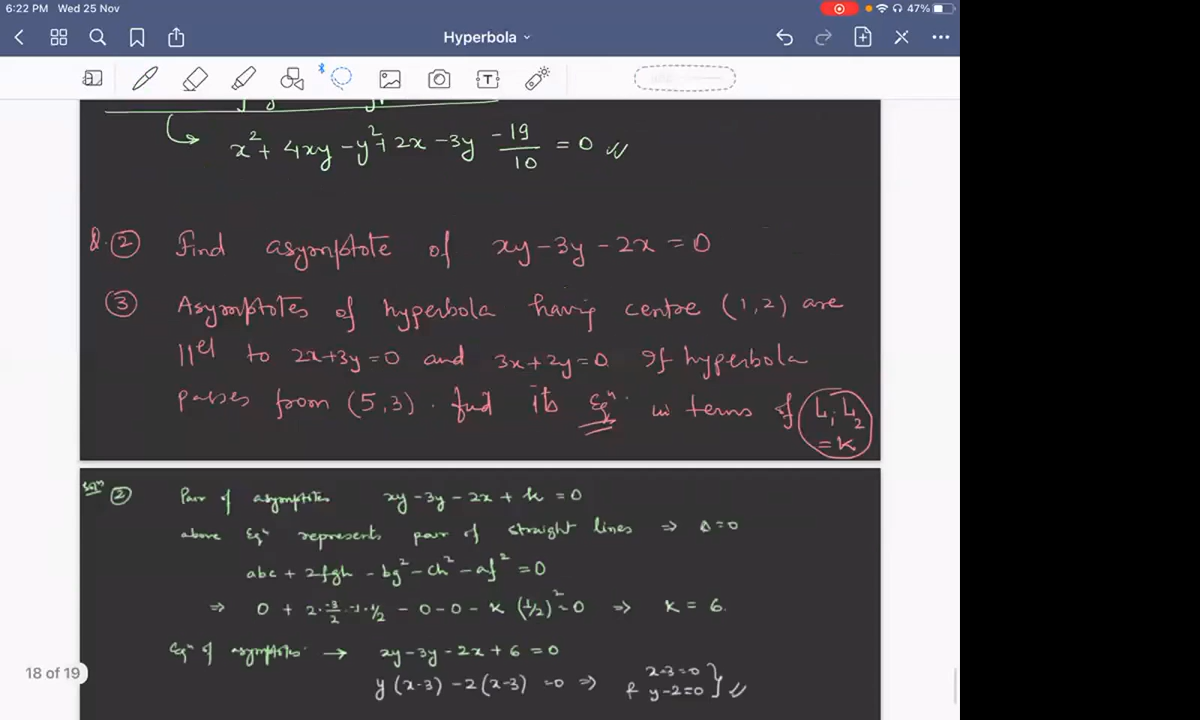 6:22 PM Wed 25 Nov
47%
Hyperbola
x² + 4xy - y² + 2x - 3y - 19/10 = 0
Q. ② Find asymptote of xy - 3y - 2x = 0
③ Asymptotes of hyperbola having centre (1,2) are
||el to 2x+3y=0 and 3x+2y=0. If hyperbola
passes from (5,3). find its Eqⁿ. in terms of L₁L₂
= k
Solⁿ ② Pair of asymptotes xy - 3y - 2x + k = 0
above Eqⁿ represents pair of straight lines ⇒ Δ=0
abc + 2fgh - bg² - ch² - af² = 0
⇒ 0 + 2·-3/2·-1·1/2 - 0 - 0 - k (1/2)² = 0 ⇒ k = 6.
Eqⁿ of asymptotes → xy - 3y - 2x + 6 = 0
y(x-3) - 2(x-3) = 0 ⇒ x-3=0
& y-2=0
18 of 19